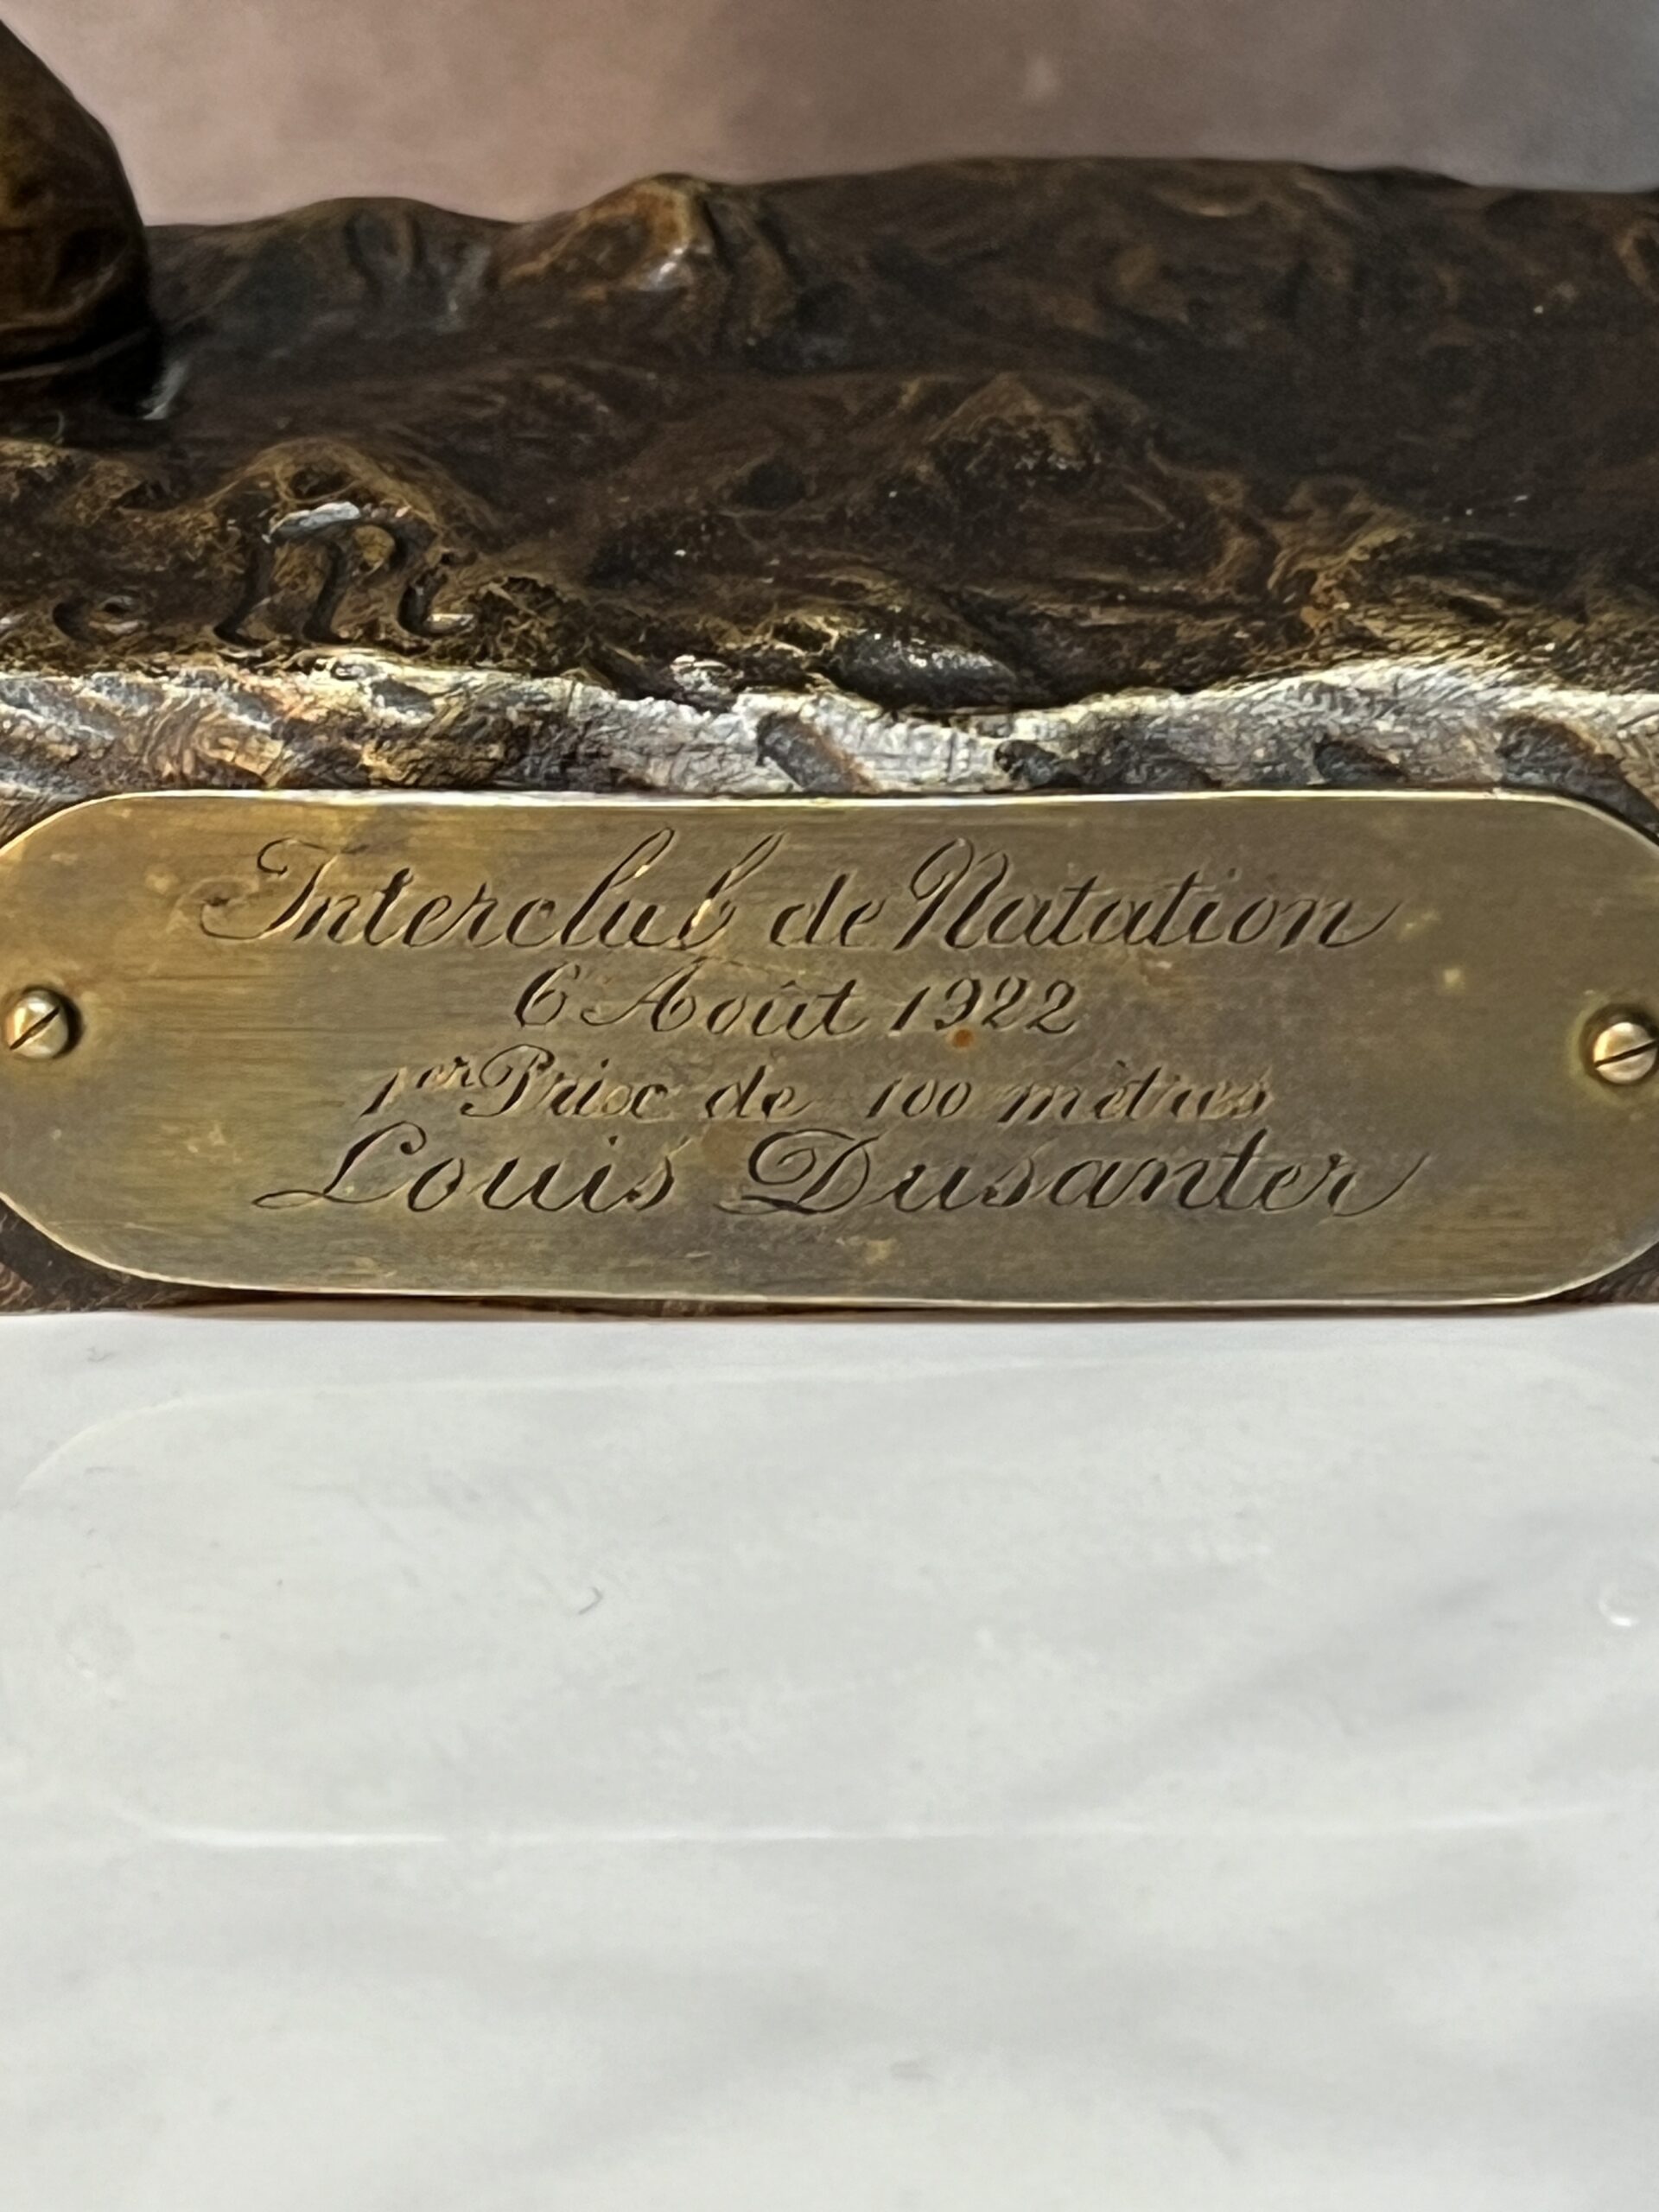 Interclub de Natation
6 Août 1922
1er Prix de 100 mètres
Louis Dusanter